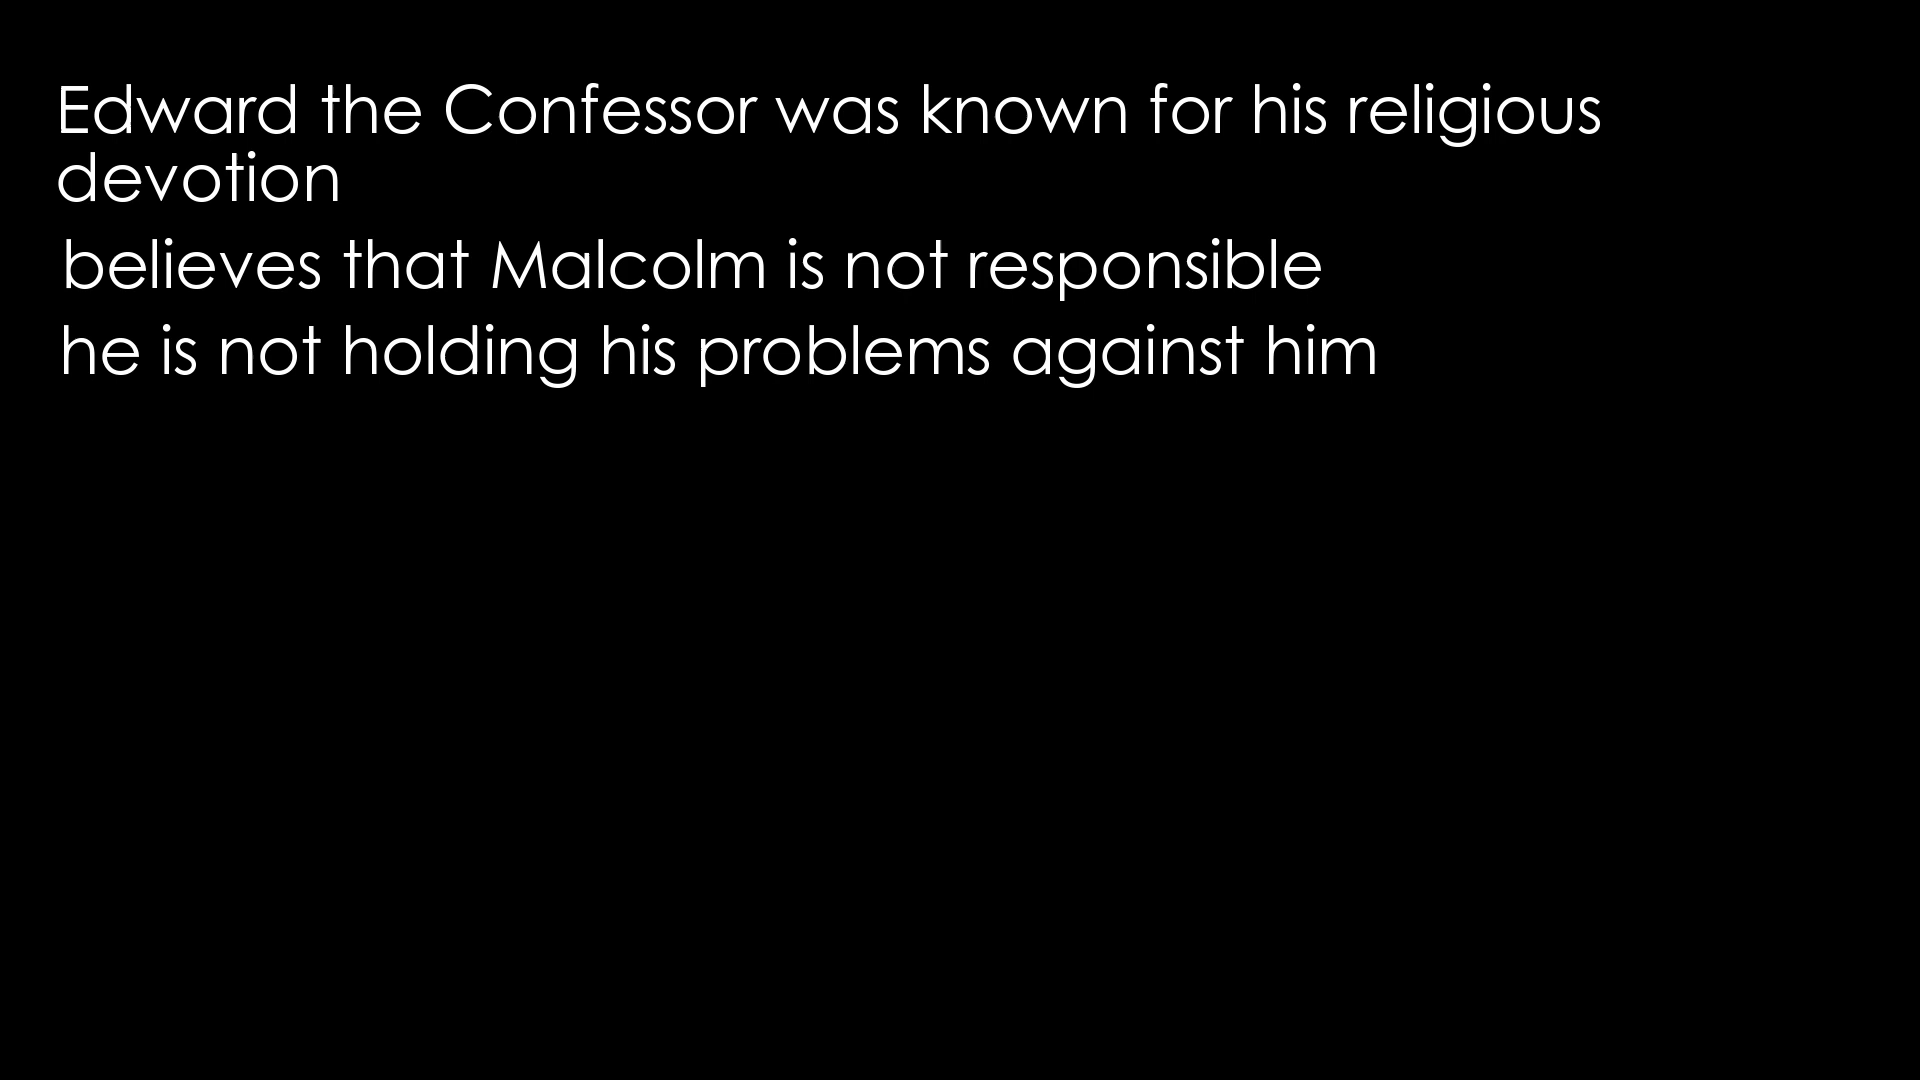 Edward the Confessor was known for his religious
devotion
believes that Malcolm is not responsible
he is not holding his problems against him